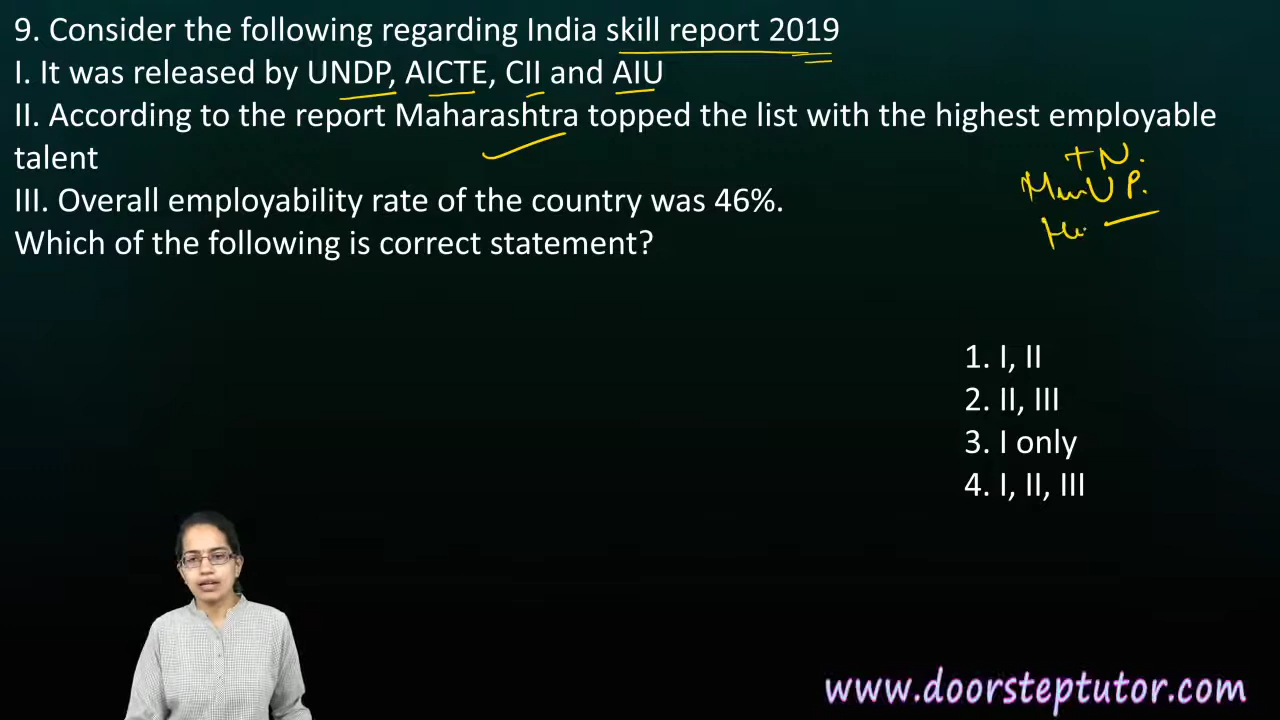 9. Consider the following regarding India skill report 2019
I. It was released by UNDP, AICTE, CII and AIU
II. According to the report Maharashtra topped the list with the highest employable
talent
T N.
U P.
III. Overall employability rate of the country was 46%.
Which of the following is correct statement?
1. I, II
2. II, III
3. I only
4. I, II, III
www.doorsteptutor.com